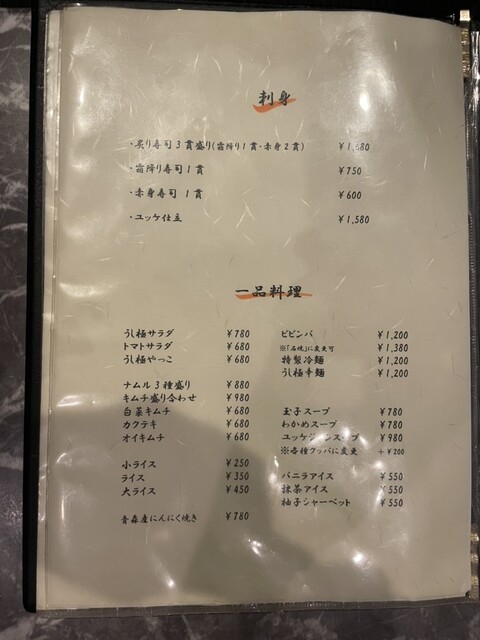 刺身
・炙り寿司3貫盛り(霜降り1貫・赤身2貫) ¥1,680
・霜降り寿司1貫 ¥750
・赤身寿司 1貫 ¥600
・ユッケ仕立 ¥1,580
一品料理
うし極サラダ ¥780
トマトサラダ ¥680
うし極やっこ ¥680
ナムル3種盛り ¥880
キムチ盛り合わせ ¥980
白菜キムチ ¥680
カクテキ ¥680
オイキムチ ¥680
小ライス ¥250
ライス ¥350
大ライス ¥450
青森産にんにく焼き ¥780
ビビンバ ¥1,200
※「石焼」に変更可 ¥1,380
特製冷麺 ¥1,200
うし極辛麺 ¥1,200
玉子スープ ¥780
わかめスープ ¥780
ユッケジャンスープ ¥980
※各種クッパに変更 +¥200
バニラアイス ¥550
抹茶アイス ¥550
柚子シャーベット ¥550